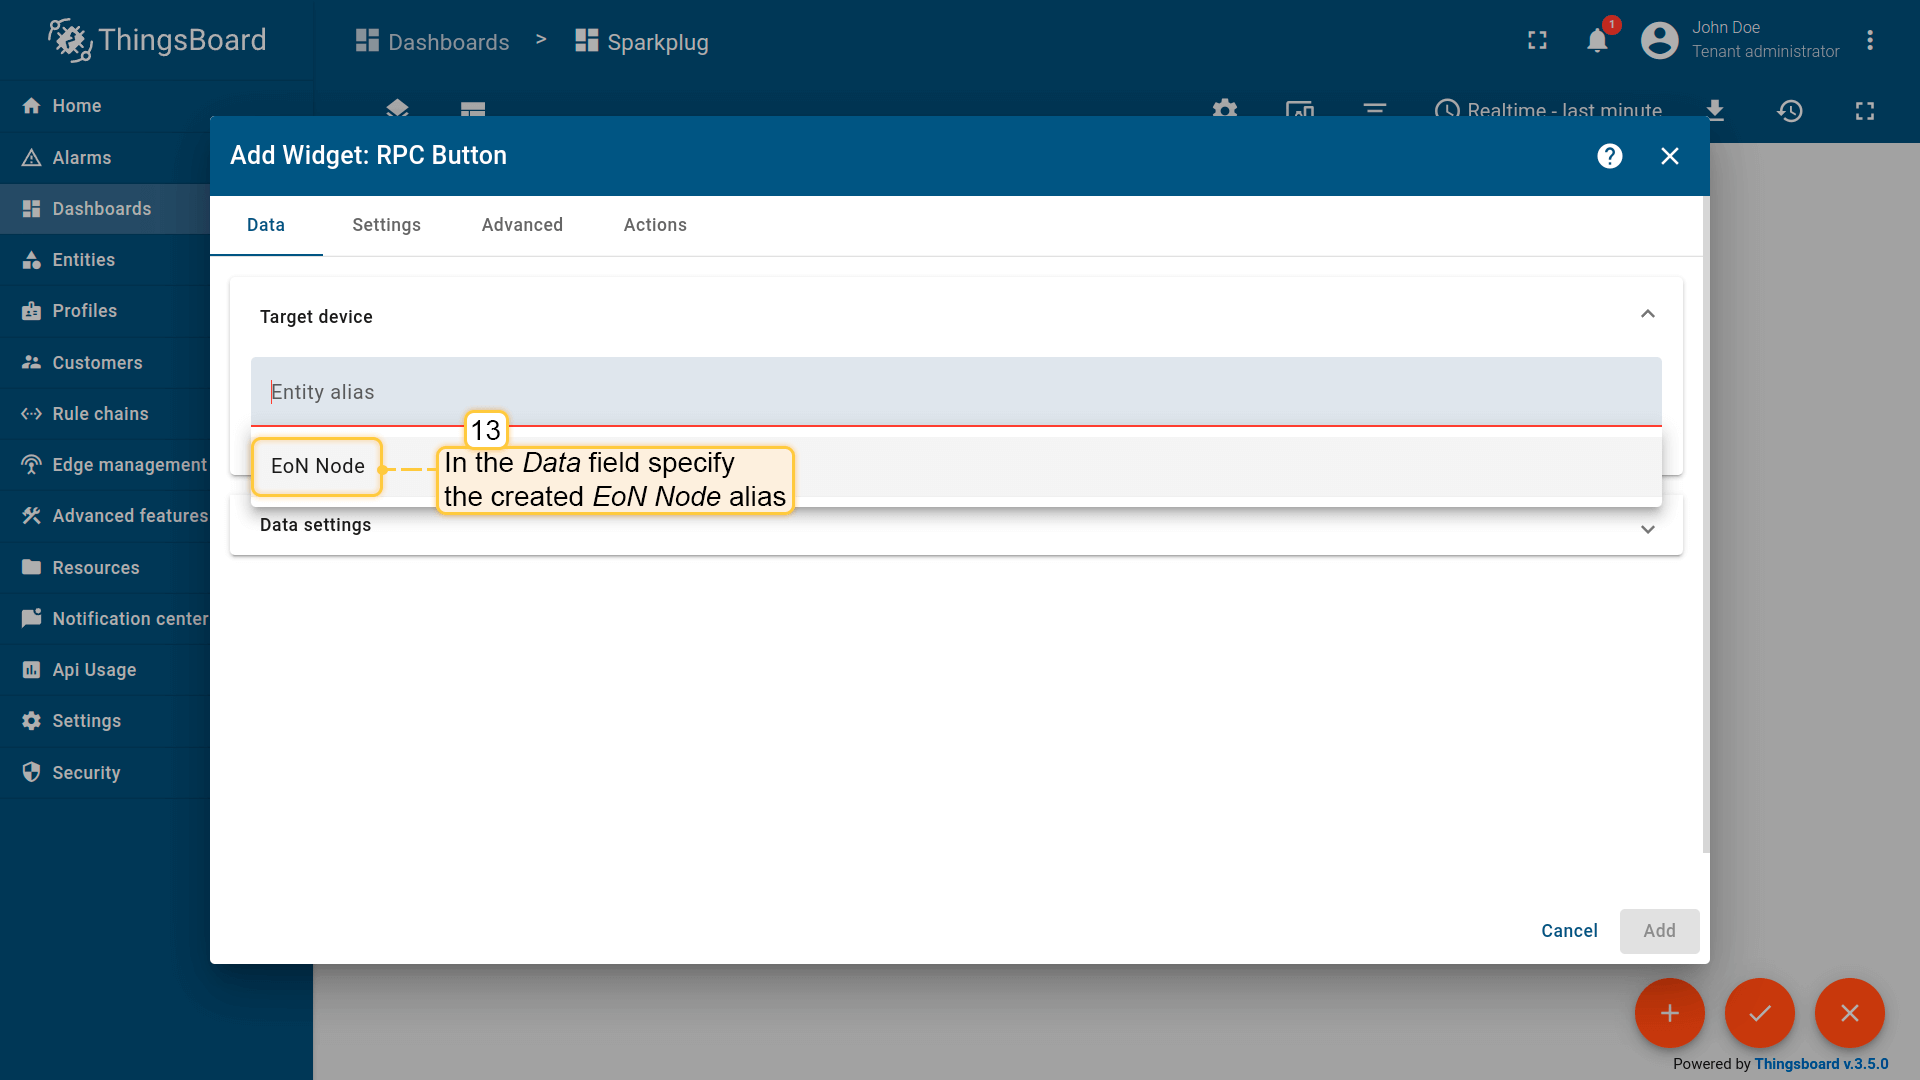 ThingsBoard
Dashboards > Sparkplug
1
John Doe
Tenant administrator
Realtime - last minute
Home
Alarms
Dashboards
Entities
Profiles
Customers
Rule chains
Edge management
Advanced features
Resources
Notification center
Api Usage
Settings
Security
Add Widget: RPC Button
?
Data Settings Advanced Actions
Target device
Entity alias
13
EoN Node
In the Data field specify
the created EoN Node alias
Data settings
Cancel Add
Powered by Thingsboard v.3.5.0